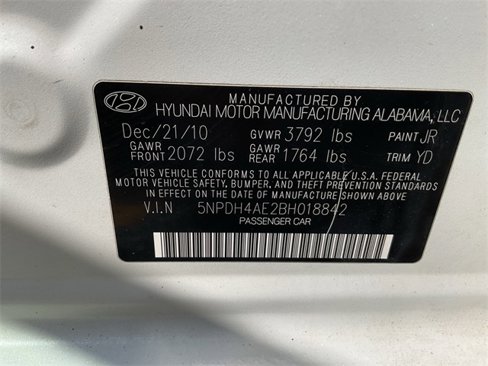 MANUFACTURED BY
HYUNDAI MOTOR MANUFACTURING ALABAMA, LLC
Dec/21/10 GVWR 3792 lbs PAINT JR
GAWR FRONT 2072 lbs GAWR REAR 1764 lbs TRIM YD
THIS VEHICLE CONFORMS TO ALL APPLICABLE U.S.A. FEDERAL
MOTOR VEHICLE SAFETY, BUMPER, AND THEFT PREVENTION
STANDARDS IN EFFECT ON THE DATE OF MANUFACTURE SHOWN ABOVE
V.I.N 5NPDH4AE2BH018842
PASSENGER CAR